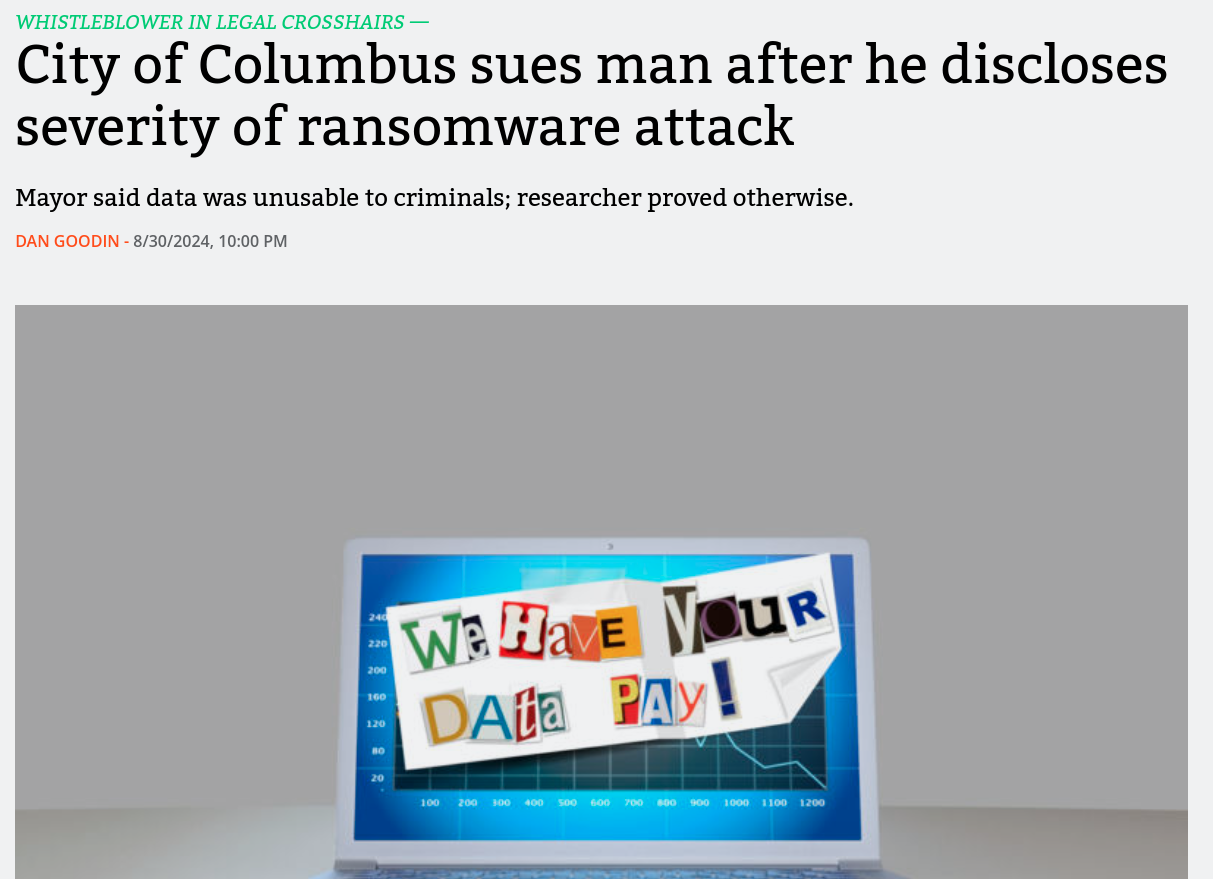 WHISTLEBLOWER IN LEGAL CROSSHAIRS —
City of Columbus sues man after he discloses
severity of ransomware attack
Mayor said data was unusable to criminals; researcher proved otherwise.
DAN GOODIN - 8/30/2024, 10:00 PM
We HavE YOuR
DAta PAy!
240
220
200
160
120
80
20
100 200 300 400 500 600 700 800 900 1000 1100 1200